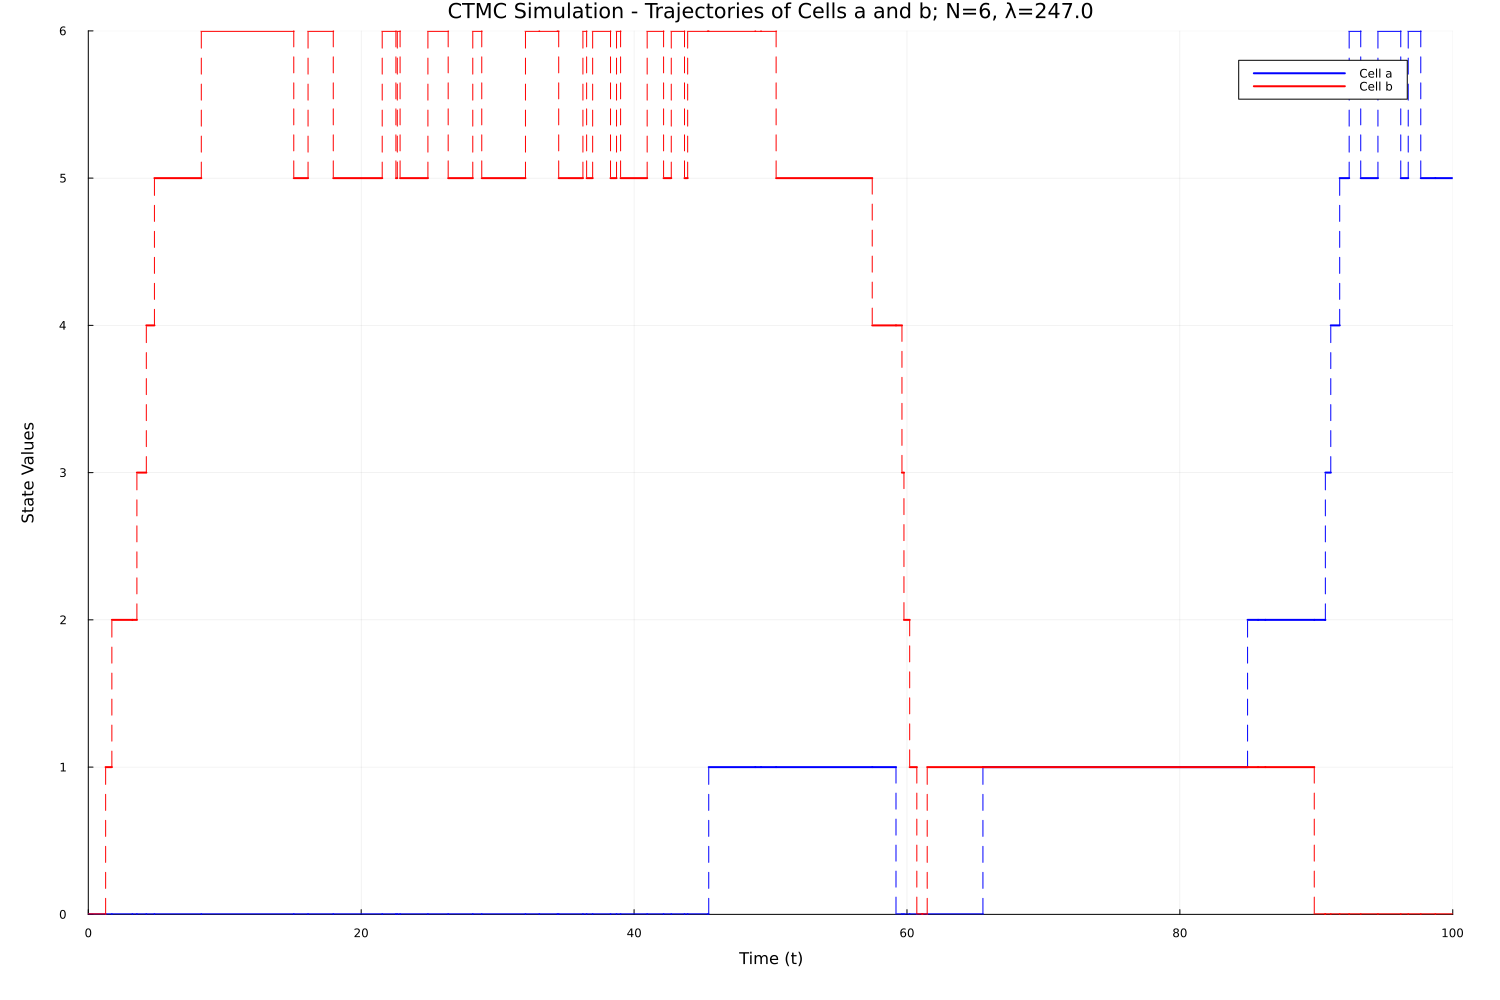 CTMC Simulation - Trajectories of Cells a and b; N=6, λ=247.0
6
Cell a
Cell b
5
4
State Values
3
2
1
0
0 20 40 60 80 100
Time (t)